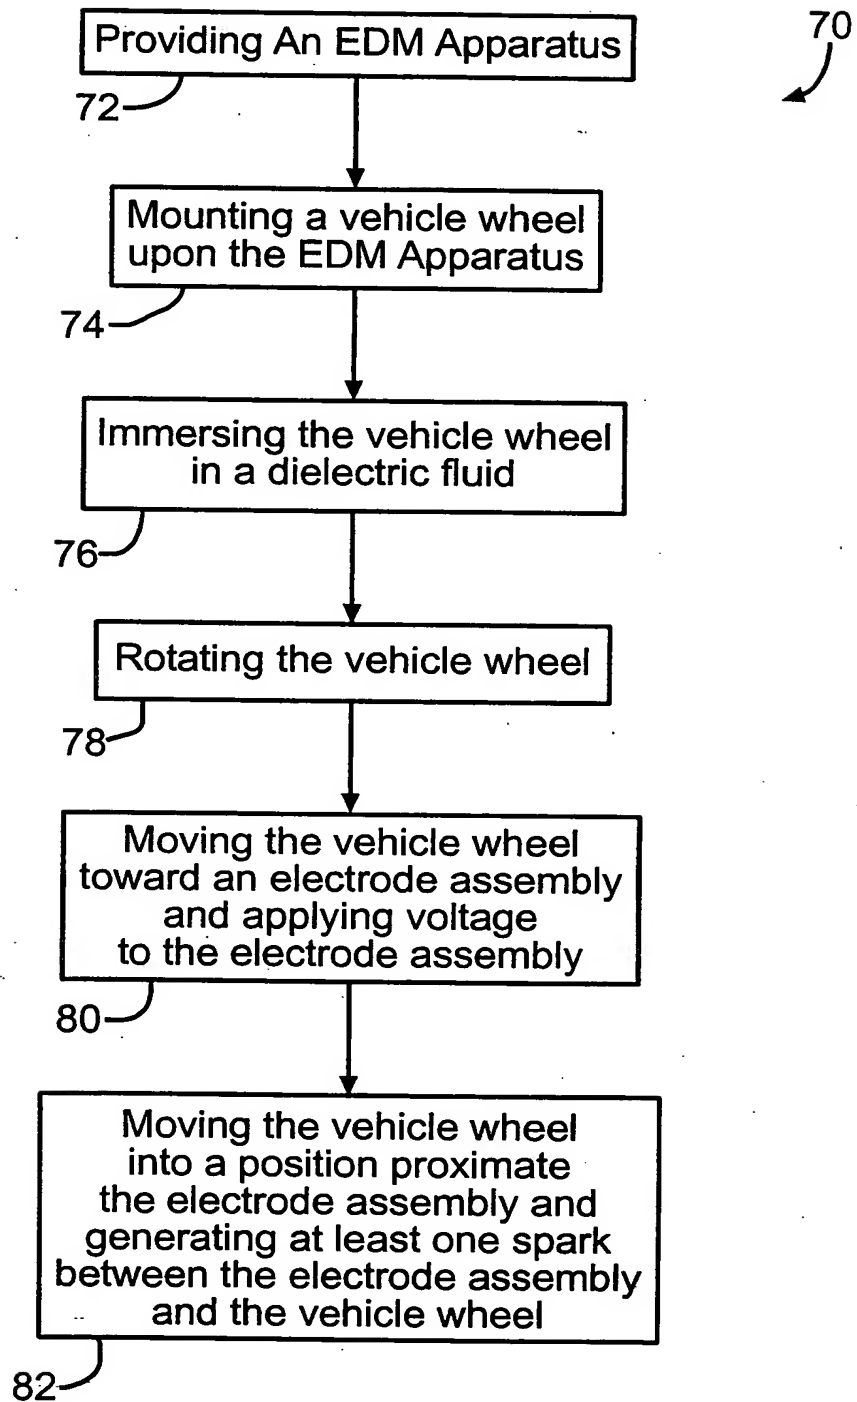 70
Providing An EDM Apparatus
72
Mounting a vehicle wheel
upon the EDM Apparatus
74
Immersing the vehicle wheel
in a dielectric fluid
76
Rotating the vehicle wheel
78
Moving the vehicle wheel
toward an electrode assembly
and applying voltage
to the electrode assembly
80
Moving the vehicle wheel
into a position proximate
the electrode assembly and
generating at least one spark
between the electrode assembly
and the vehicle wheel
82